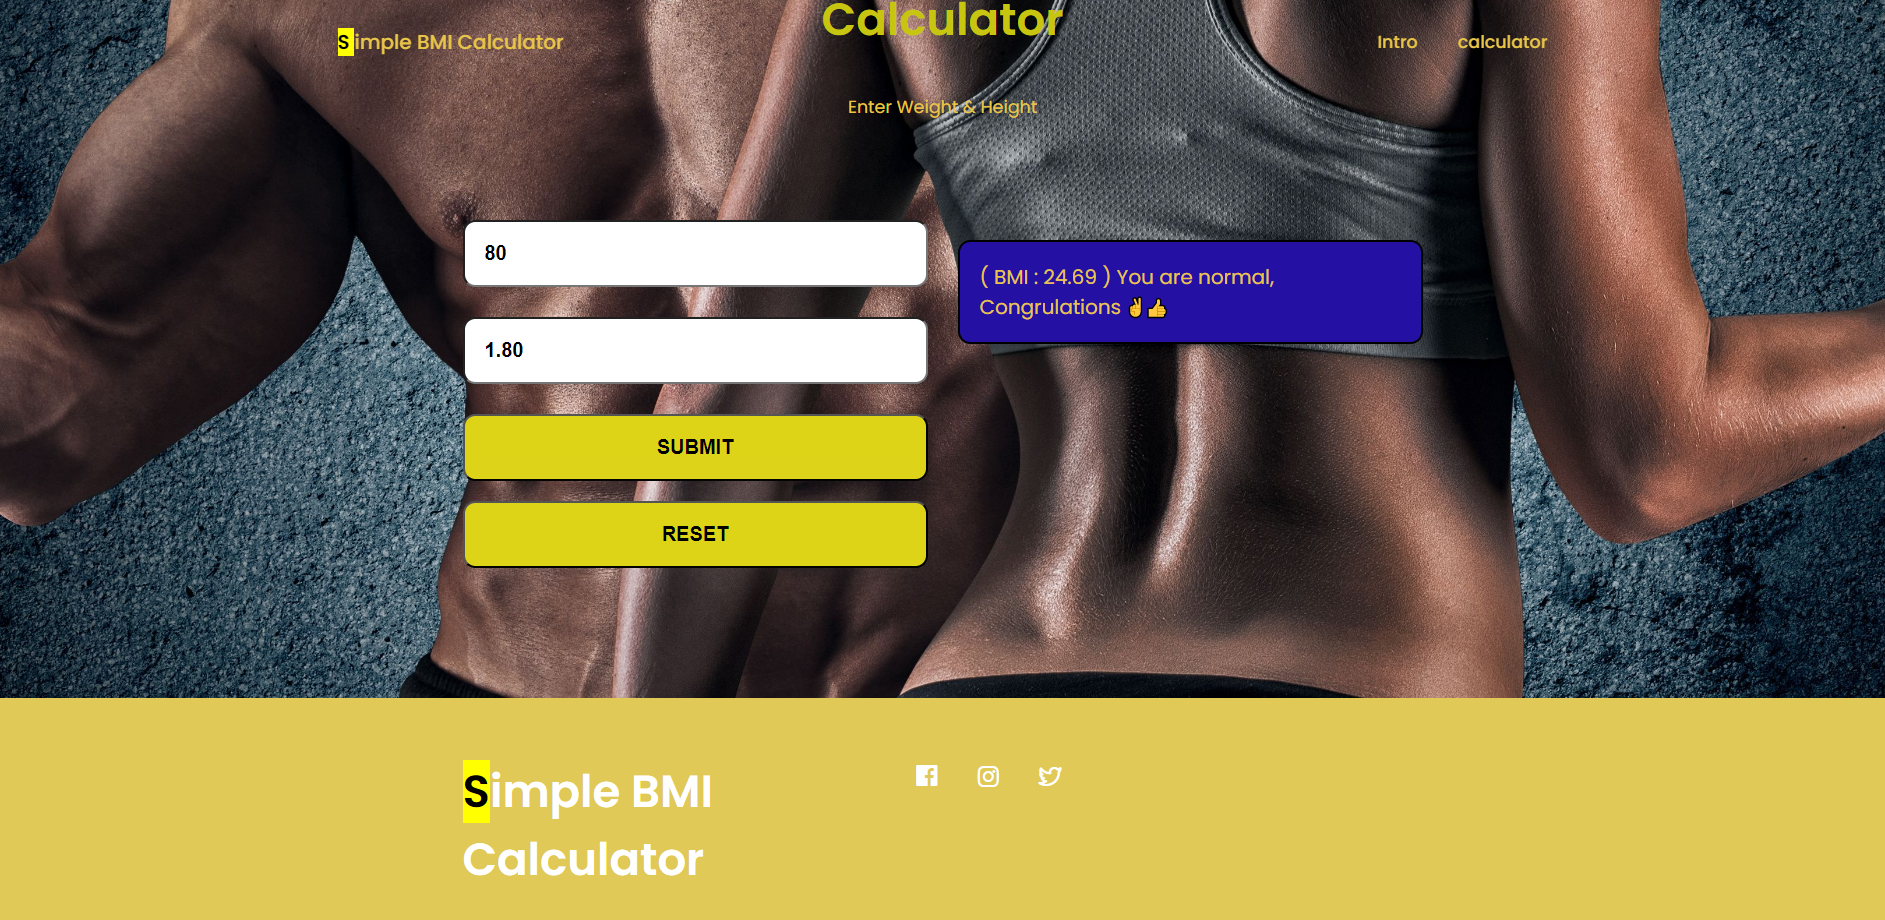 Calculator
Simple BMI Calculator
Intro
calculator
Enter Weight & Height
80
1.80
SUBMIT
RESET
( BMI : 24.69 ) You are normal,
Congrulations ✌👍
Simple BMI
Calculator